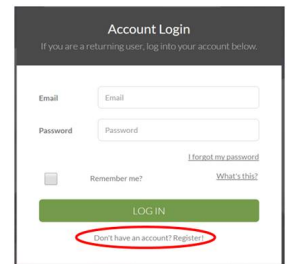 Account Login
If you are a returning user, log into your account below.
Email Email
Password Password
I forgot my password
Remember me? What's this?
LOG IN
Don't have an account? Register!